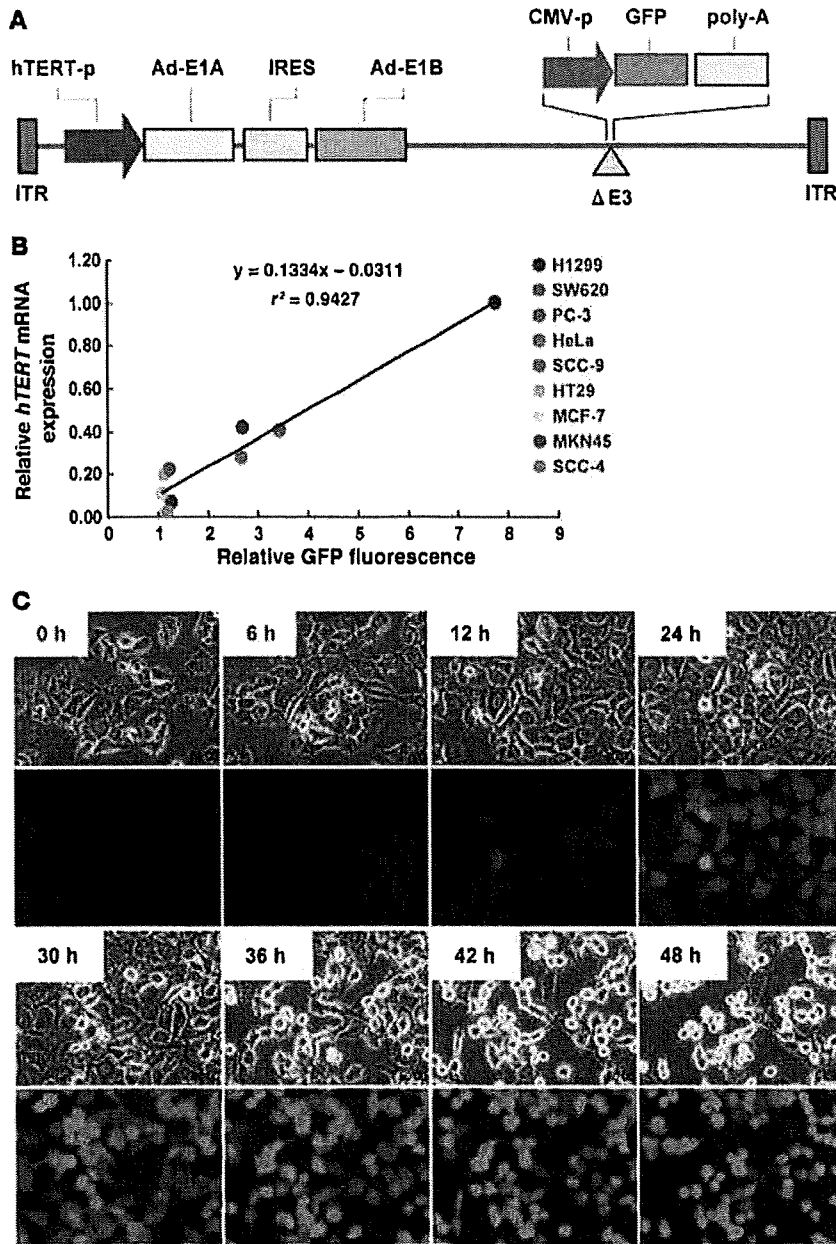 A
CMV-p GFP poly-A
hTERT-p Ad-E1A IRES Ad-E1B
ITR
Δ E3
ITR
B
y = 0.1334x – 0.0311
r² = 0.9427
Relative hTERT mRNA
expression
1.20
1.00
0.80
0.60
0.40
0.20
0.00
0 1 2 3 4 5 6 7 8 9
Relative GFP fluorescence
H1299
SW620
PC-3
HeLa
SCC-9
HT29
MCF-7
MKN45
SCC-4
C
0 h 6 h 12 h 24 h
30 h 36 h 42 h 48 h